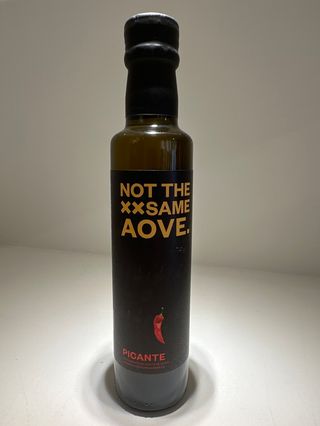 NOT THE
××SAME
AOVE.
PICANTE